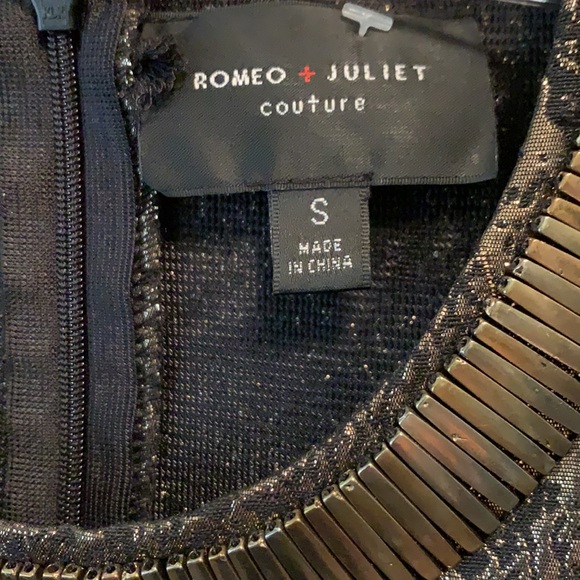 ROMEO + JULIET
couture
S
MADE
IN CHINA